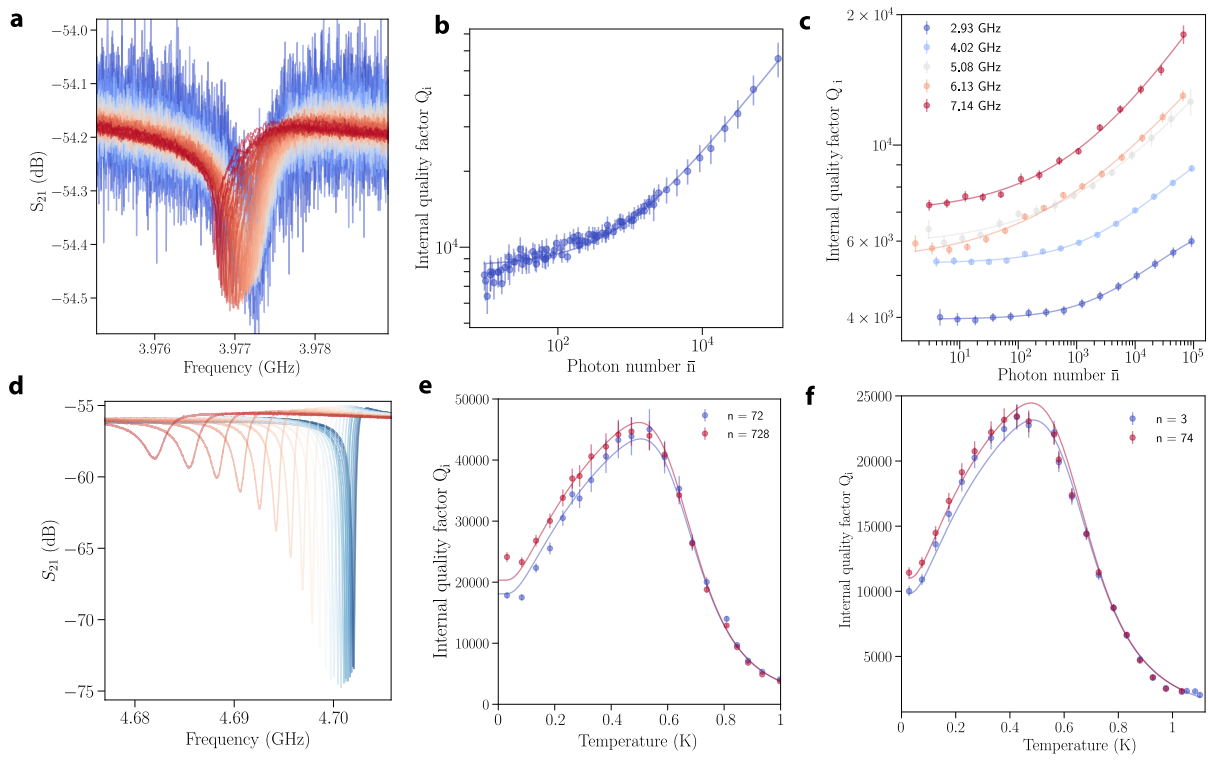 a
−54.0
−54.1
−54.2
−54.3
−54.4
−54.5
S21 (dB)
3.976
3.977
3.978
Frequency (GHz)
b
10^4
Internal quality factor Qi
10^2
10^4
Photon number n̄
c
2 × 10^4
10^4
6 × 10^3
4 × 10^3
Internal quality factor Qi
2.93 GHz
4.02 GHz
5.08 GHz
6.13 GHz
7.14 GHz
10^1
10^2
10^3
10^4
10^5
Photon number n̄
d
−55
−60
−65
−70
−75
S21 (dB)
4.68
4.69
4.70
Frequency (GHz)
e
50000
40000
30000
20000
10000
0
Internal quality factor Qi
n = 72
n = 728
0
0.2
0.4
0.6
0.8
1
Temperature (K)
f
25000
20000
15000
10000
5000
Internal quality factor Qi
n = 3
n = 74
0
0.2
0.4
0.6
0.8
1
Temperature (K)